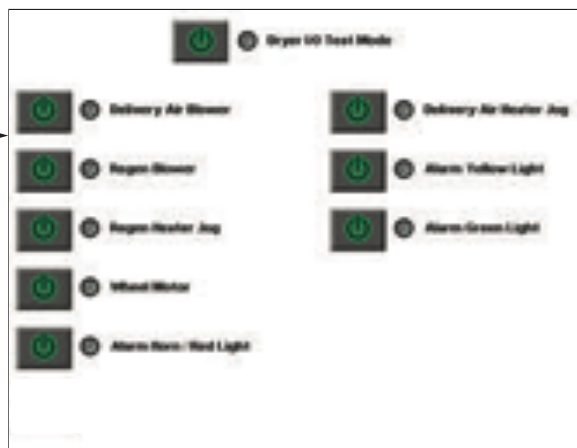 Dryer I/O Test Mode
Delivery Air Blower
Delivery Air Heater Jog
Regen Blower
Alarm Yellow Light
Regen Heater Jog
Alarm Green Light
Wheel Motor
Alarm Horn / Red Light